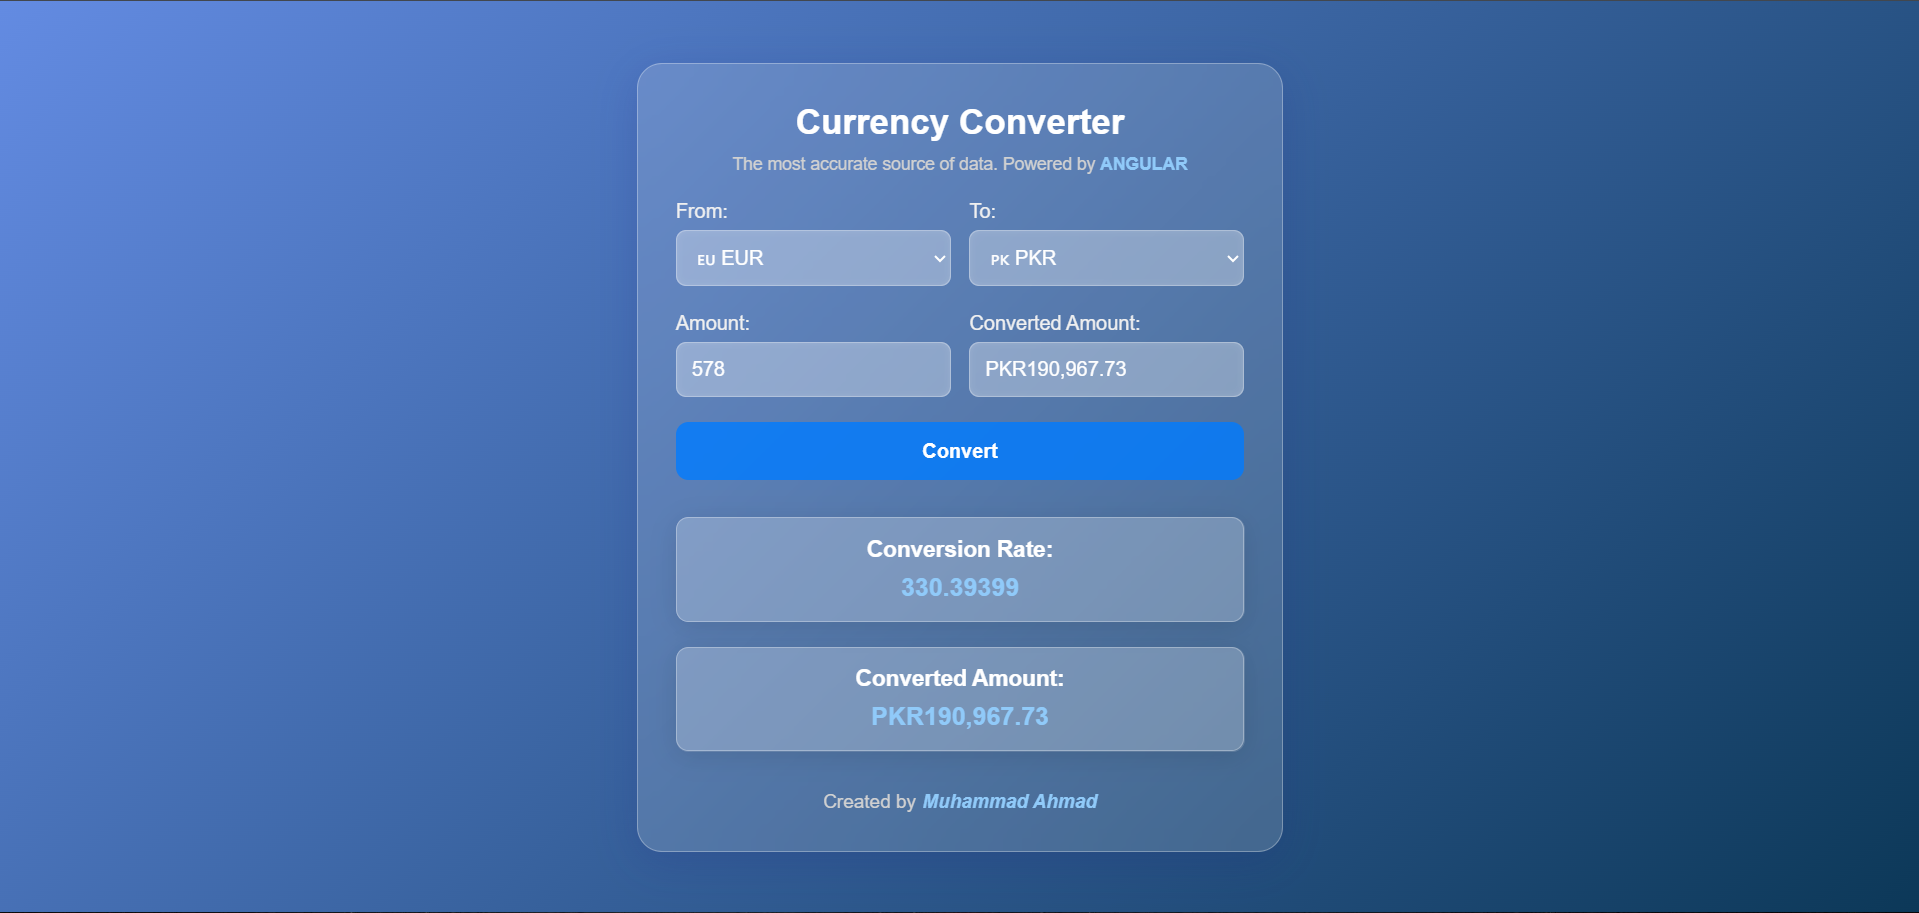 Currency Converter
The most accurate source of data. Powered by ANGULAR
From:
To:
EU EUR
PK PKR
Amount:
Converted Amount:
578
PKR190,967.73
Convert
Conversion Rate:
330.39399
Converted Amount:
PKR190,967.73
Created by Muhammad Ahmad